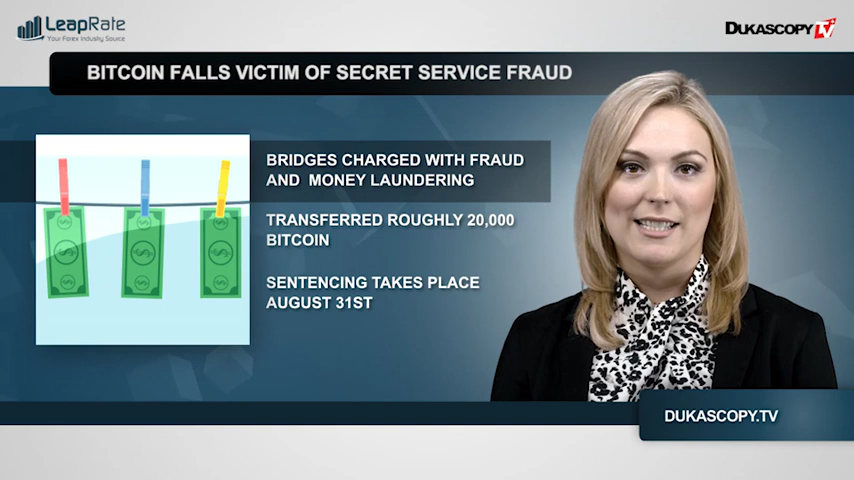 LeapRate
Your Forex Industry Source
DUKASCOPY TV
BITCOIN FALLS VICTIM OF SECRET SERVICE FRAUD
BRIDGES CHARGED WITH FRAUD
AND MONEY LAUNDERING
TRANSFERRED ROUGHLY 20,000
BITCOIN
SENTENCING TAKES PLACE
AUGUST 31ST
DUKASCOPY.TV